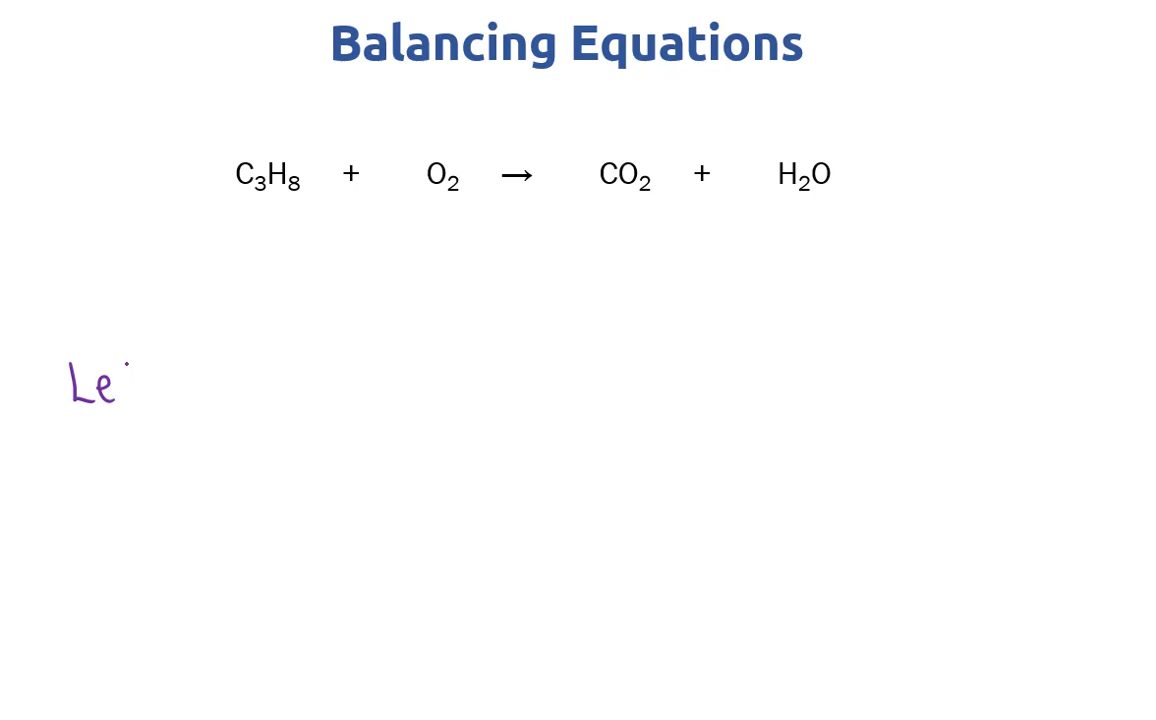 Balancing Equations
C₃H₈ + O₂ → CO₂ + H₂O
Le